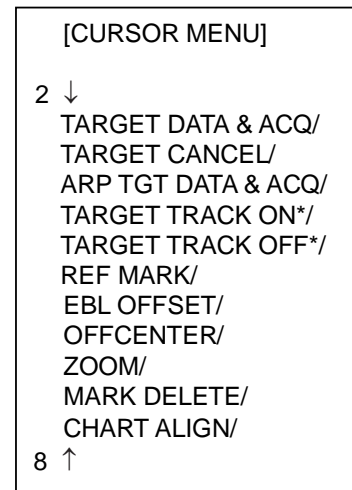 [CURSOR MENU]
2 ↓
TARGET DATA & ACQ/
TARGET CANCEL/
ARP TGT DATA & ACQ/
TARGET TRACK ON*/
TARGET TRACK OFF*/
REF MARK/
EBL OFFSET/
OFFCENTER/
ZOOM/
MARK DELETE/
CHART ALIGN/
8 ↑